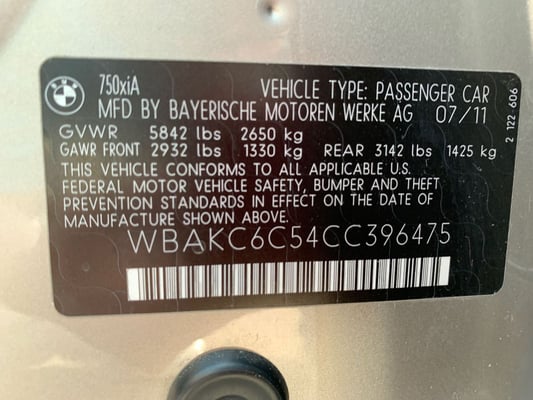 750xiA VEHICLE TYPE: PASSENGER CAR
MFD BY BAYERISCHE MOTOREN WERKE AG 07/11
GVWR 5842 lbs 2650 kg
GAWR FRONT 2932 lbs 1330 kg REAR 3142 lbs 1425 kg
THIS VEHICLE CONFORMS TO ALL APPLICABLE U.S.
FEDERAL MOTOR VEHICLE SAFETY, BUMPER AND THEFT
PREVENTION STANDARDS IN EFFECT ON THE DATE OF
MANUFACTURE SHOWN ABOVE.
WBAKC6C54CC396475
2 122 606